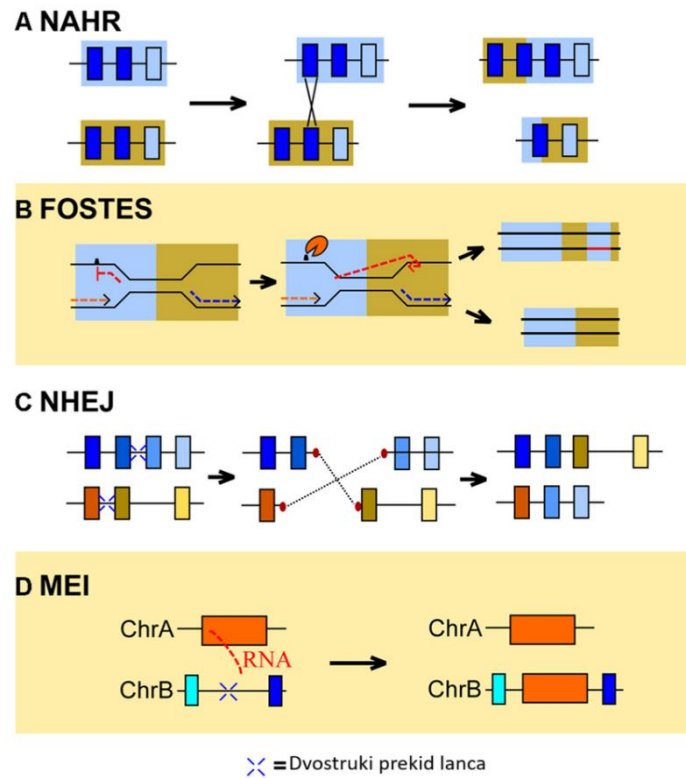 A NAHR
B FOSTES
C NHEJ
D MEI
ChrA
RNA
ChrB
ChrA
ChrB
=Dvostruki prekid lanca